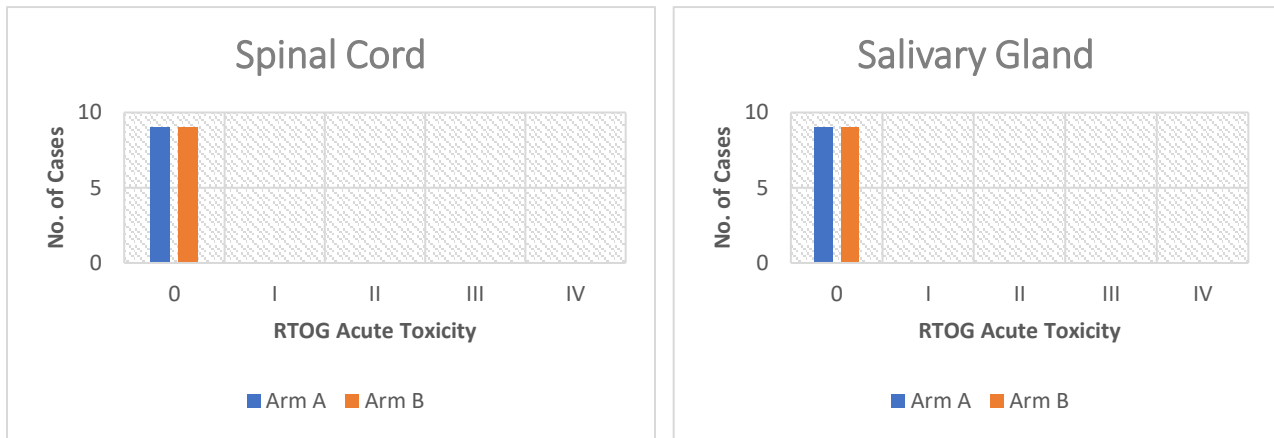 Spinal Cord
10
5
0
No. of Cases
0 I II III IV
RTOG Acute Toxicity
Arm A Arm B
Salivary Gland
10
5
0
No. of Cases
0 I II III IV
RTOG Acute Toxicity
Arm A Arm B